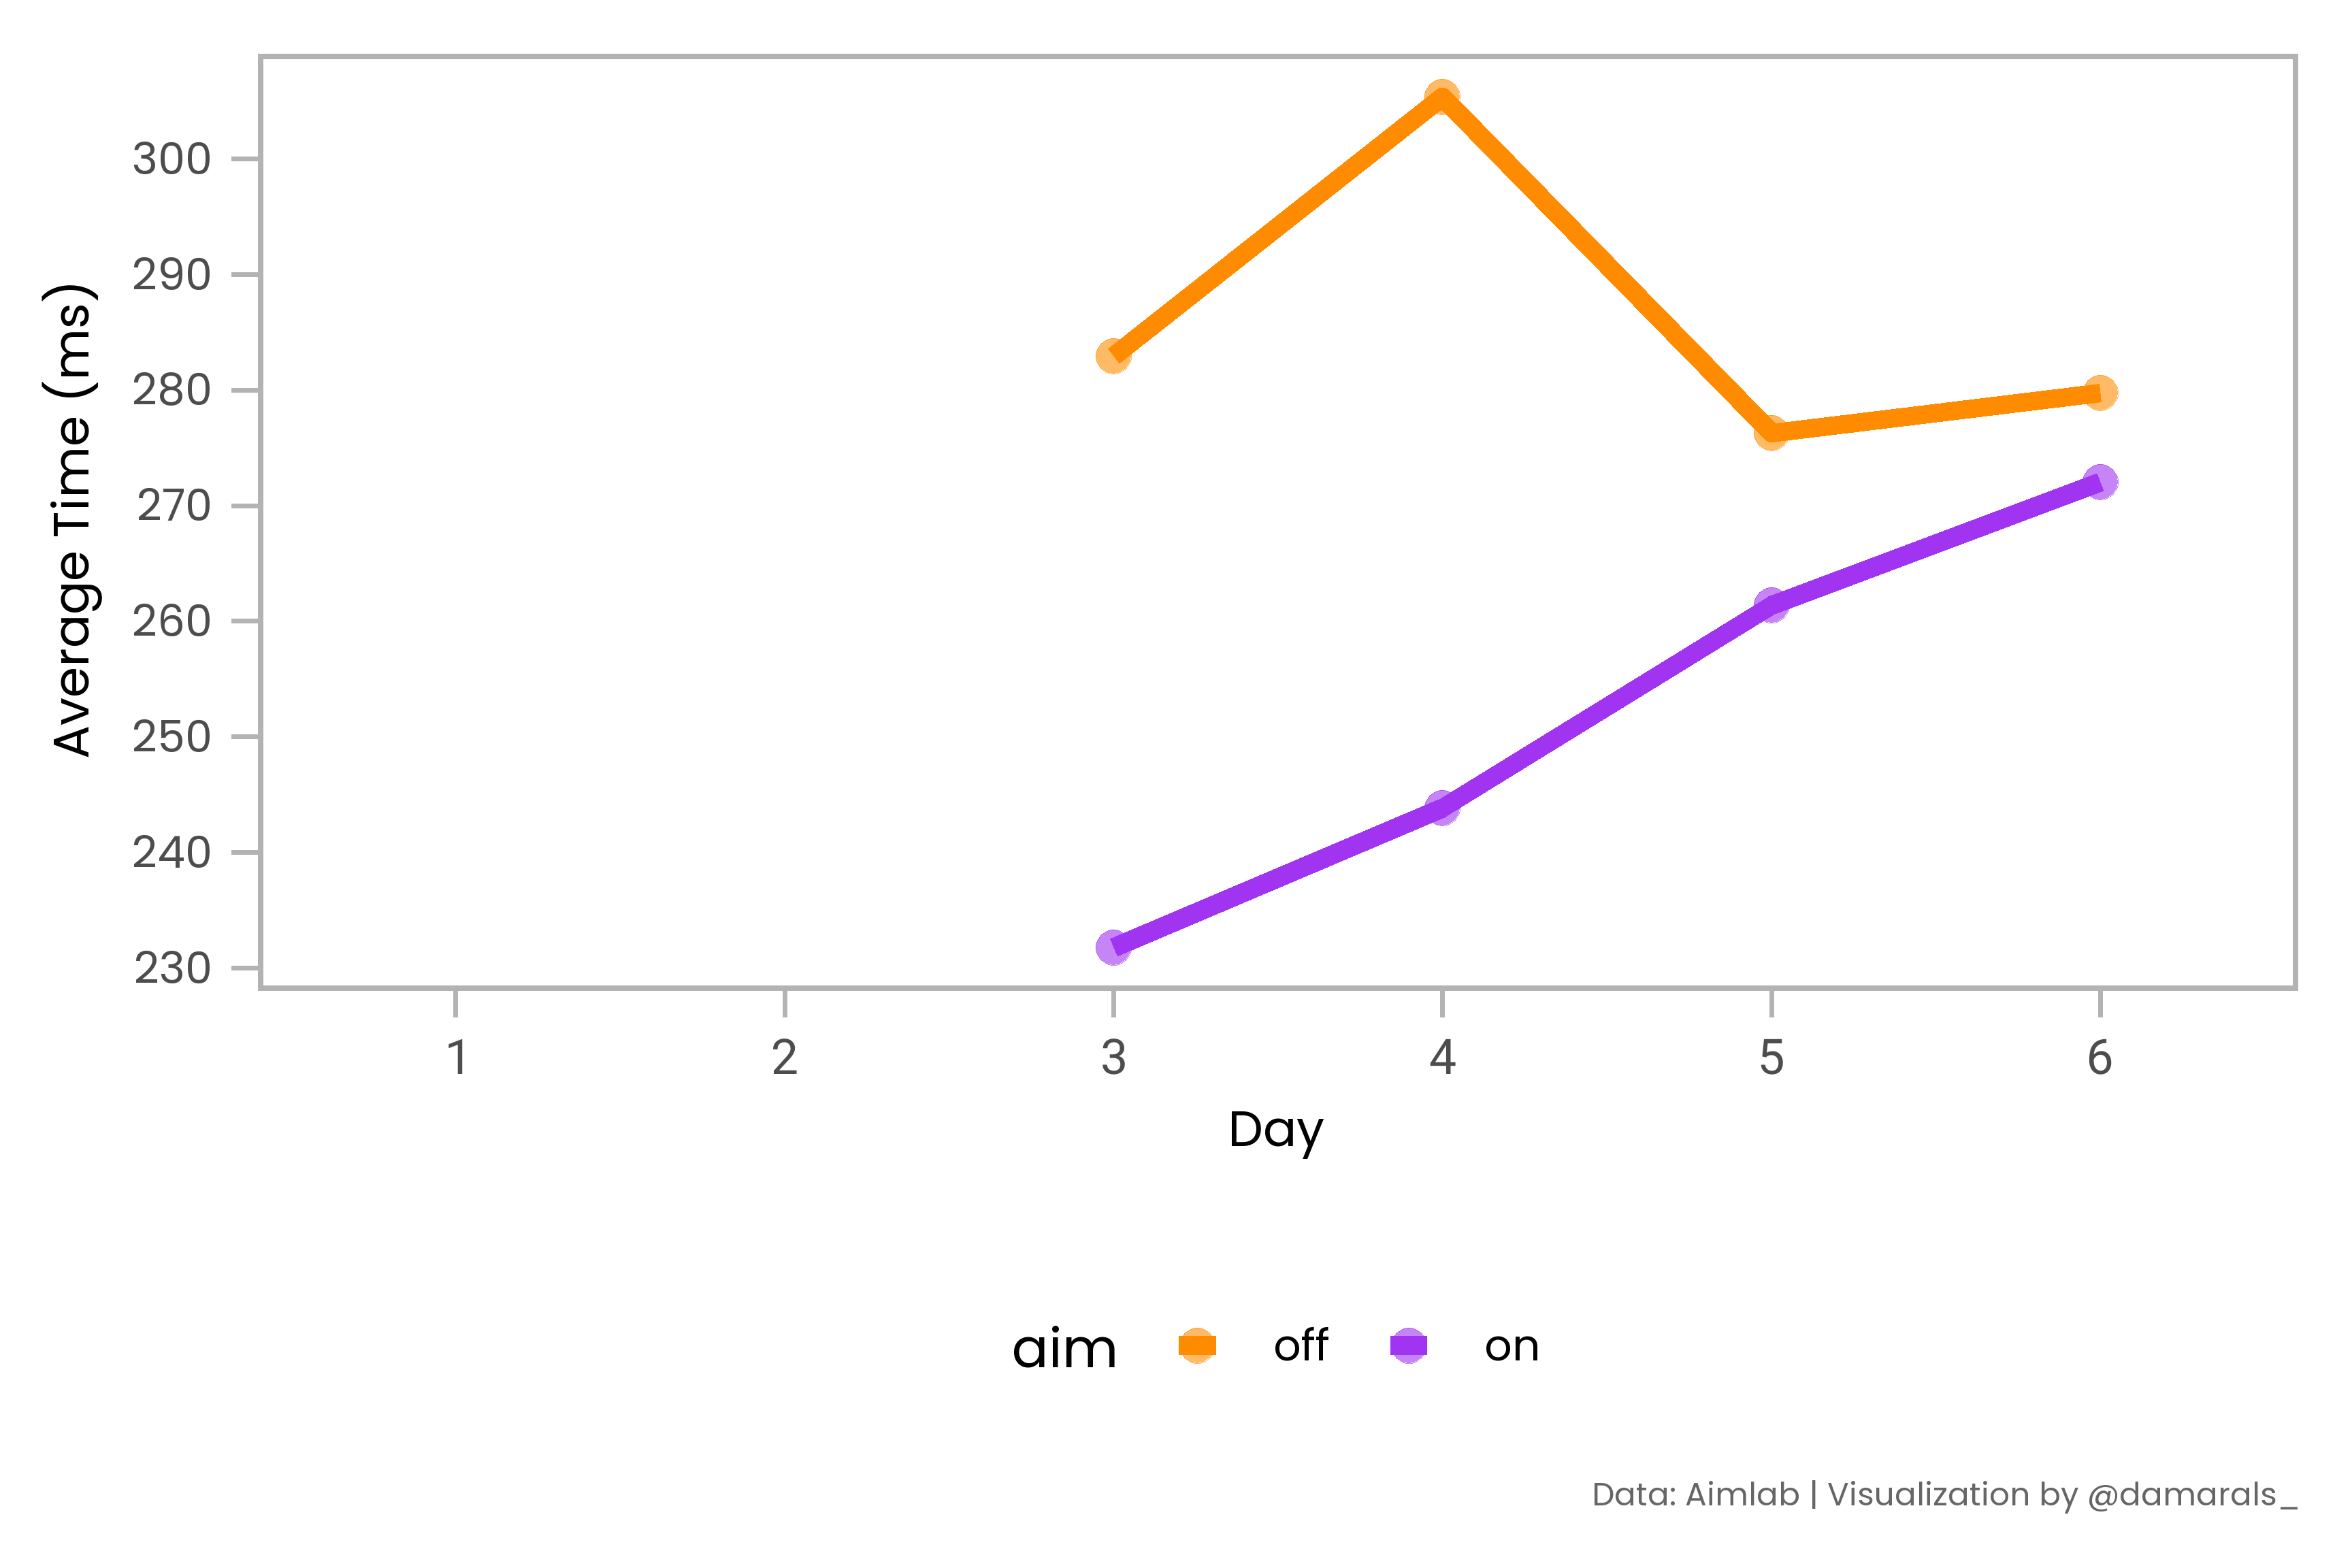 Average Time (ms)
300
290
280
270
260
250
240
230
1 2 3 4 5 6
Day
aim off on
Data: Aimlab | Visualization by @damarals_